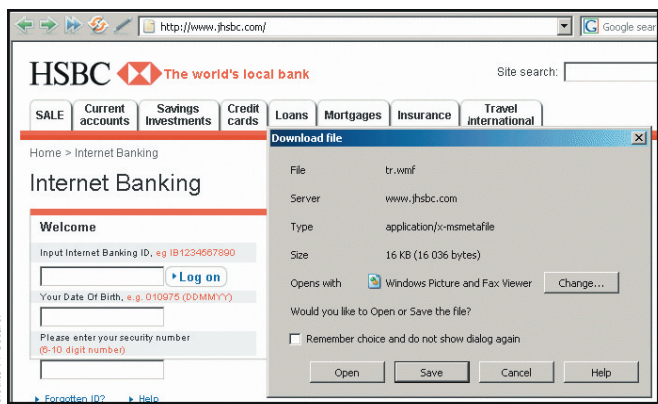 http://www.jhsbc.com/
Google sear
HSBC The world's local bank
Site search:
SALE Current accounts Savings Investments Credit cards Loans Mortgages Insurance Travel International
Home > Internet Banking
Internet Banking
Welcome
Input Internet Banking ID, eg IB1234567890
Log on
Your Date Of Birth, e.g. 010975 (DDMMYY)
Please enter your security number
(6-10 digit number)
Forgotten ID? Help
Download file
File tr.wmf
Server www.jhsbc.com
Type application/x-msmetafile
Size 16 KB (16 036 bytes)
Opens with Windows Picture and Fax Viewer Change...
Would you like to Open or Save the file?
Remember choice and do not show dialog again
Open Save Cancel Help